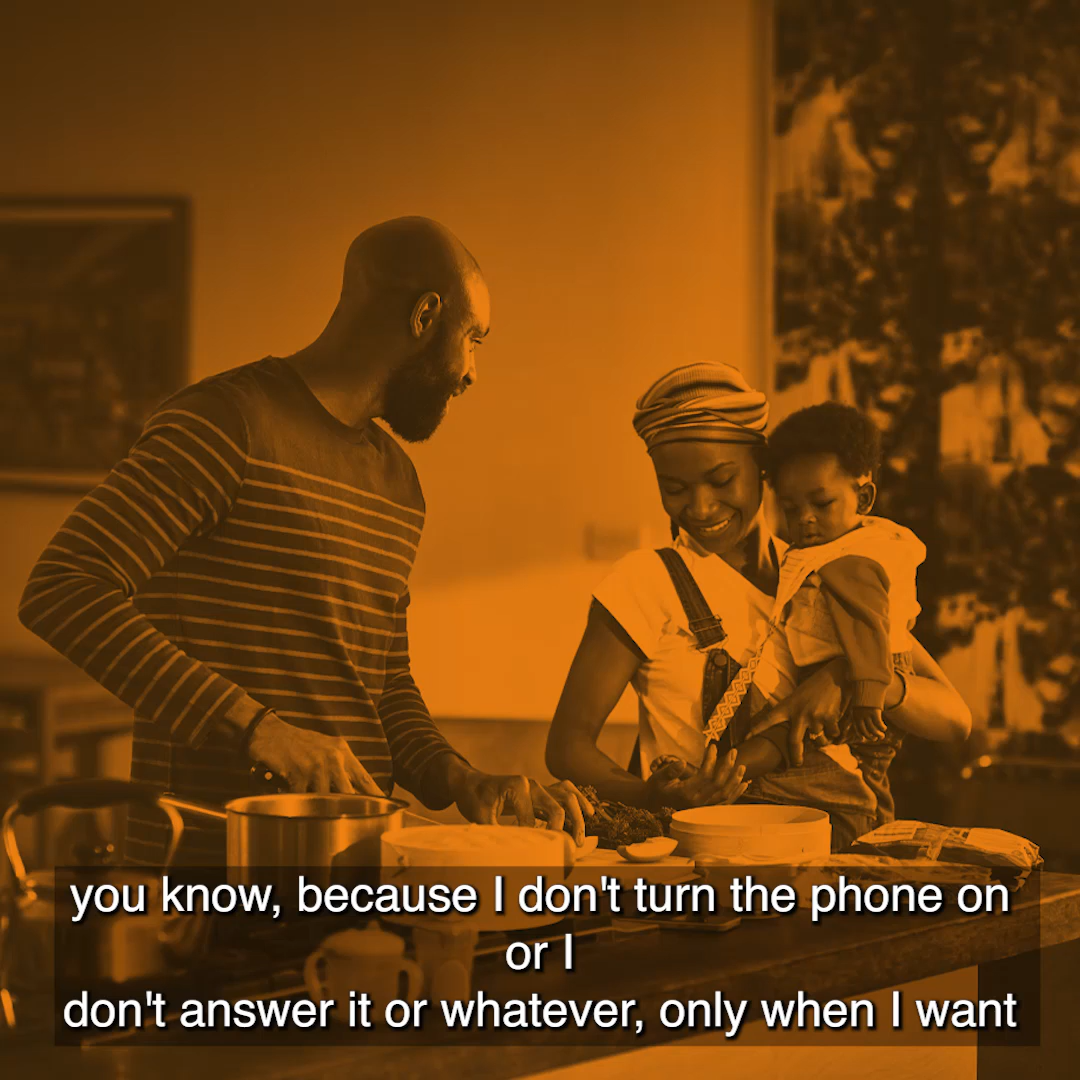 you know, because I don't turn the phone on
or I
don't answer it or whatever, only when I want